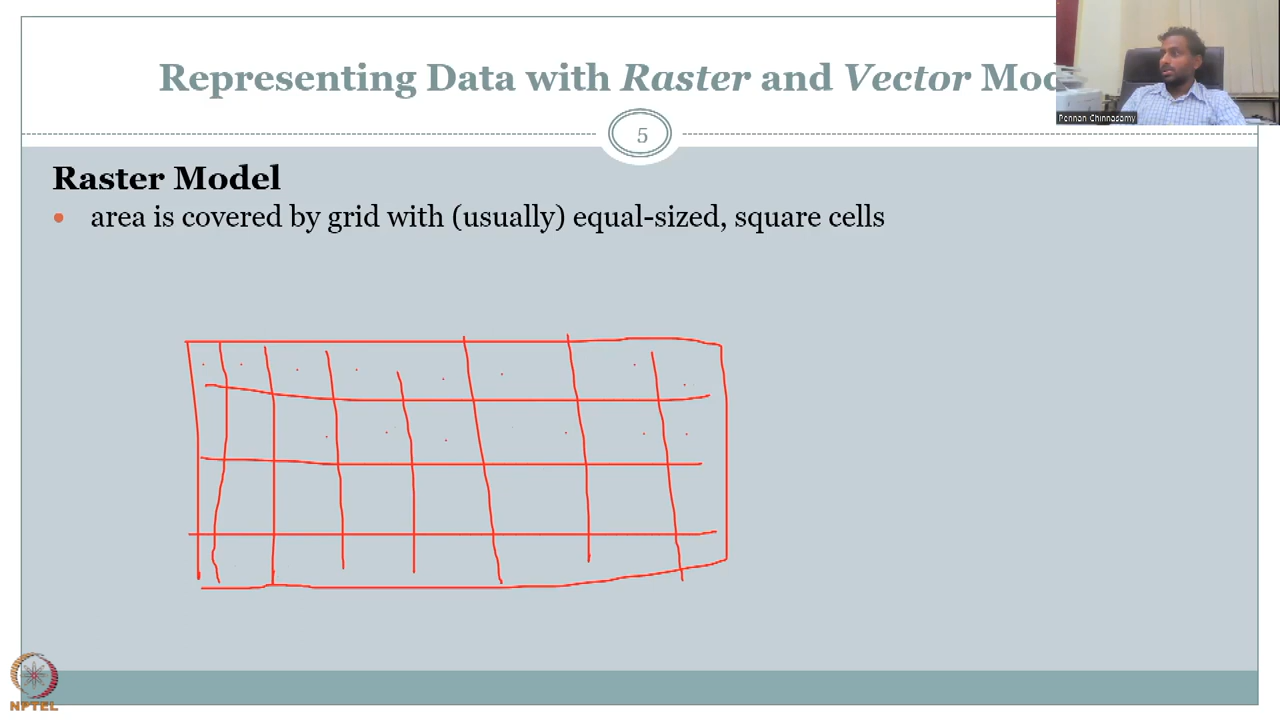 Representing Data with Raster and Vector Mod
Pennan Chinnasamy
5
Raster Model
• area is covered by grid with (usually) equal-sized, square cells
NPTEL